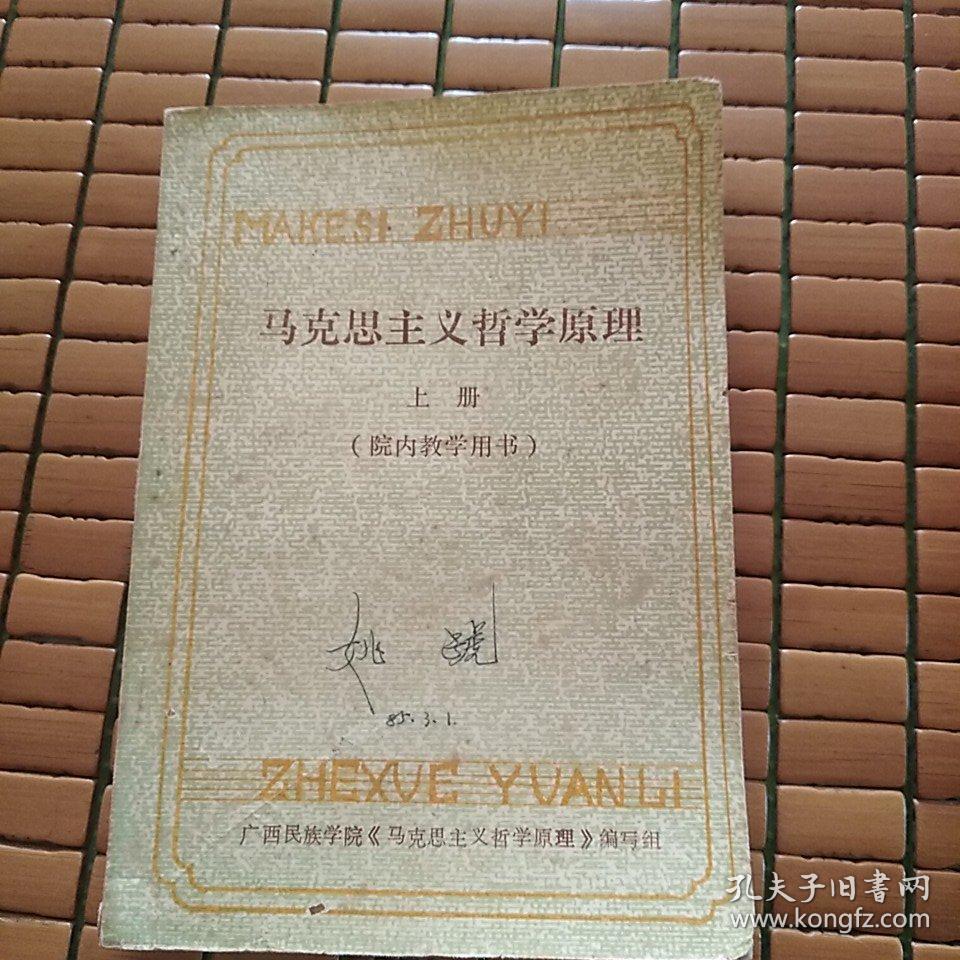 MAKESI ZHUYI
马克思主义哲学原理
上册
(院内教学用书)
姚
85.3.1.
ZHEXUE YUANLI
广西民族学院《马克思主义哲学原理》编写组
孔夫子旧書网
www.kongfz.com